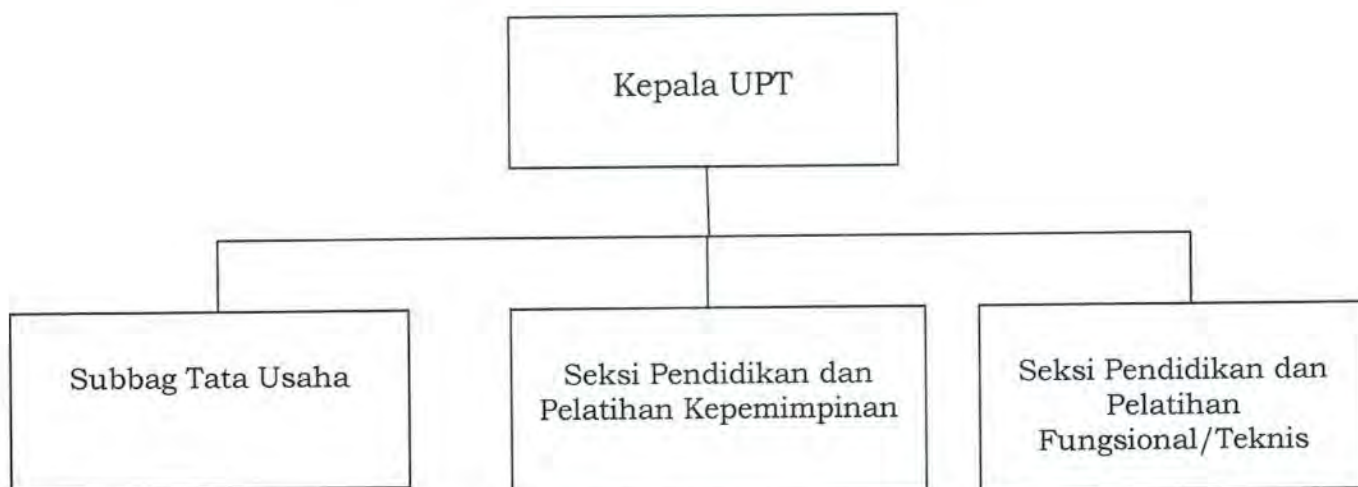 Kepala UPT
Subbag Tata Usaha
Seksi Pendidikan dan
Pelatihan Kepemimpinan
Seksi Pendidikan dan
Pelatihan
Fungsional/Teknis